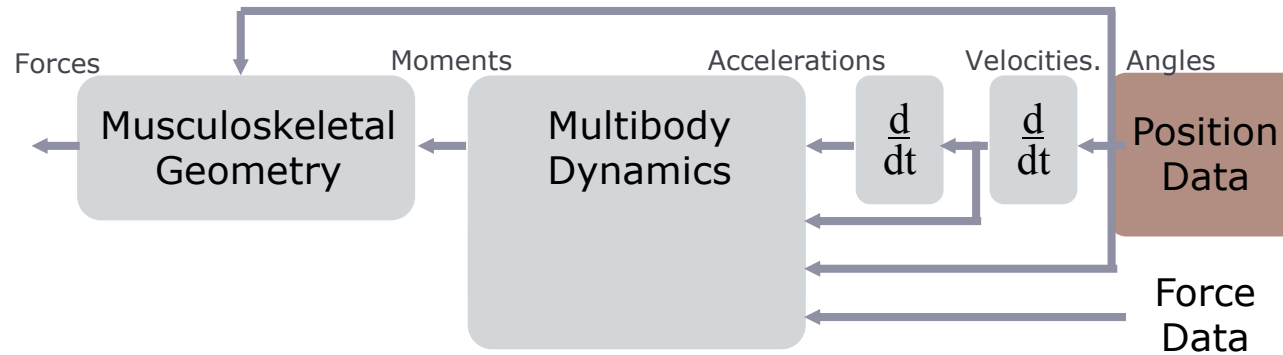 Forces
Moments
Accelerations
Velocities.
Angles
Musculoskeletal
Geometry
Multibody
Dynamics
d
dt
d
dt
Position
Data
Force
Data